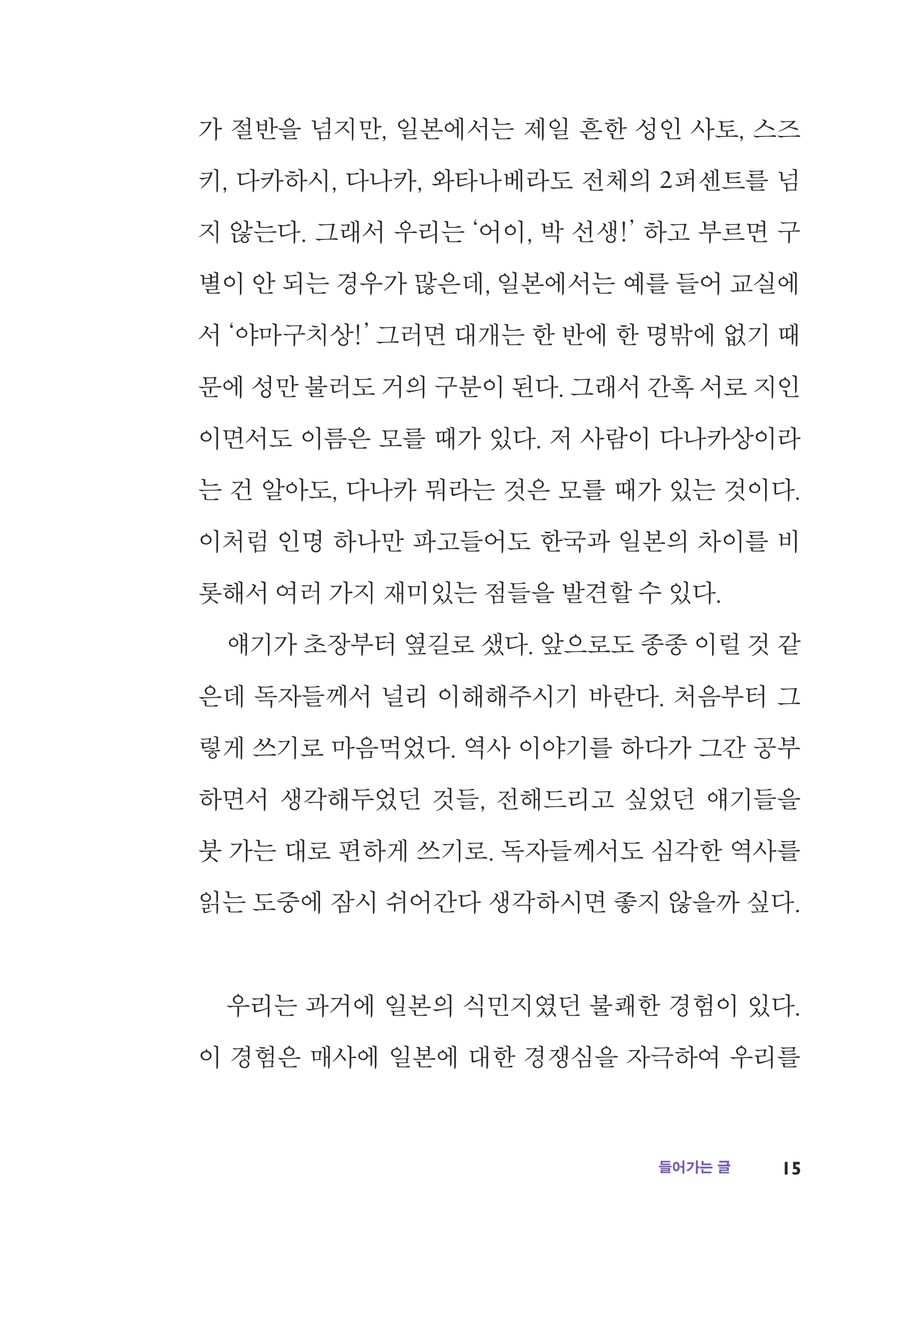 가 절반을 넘지만, 일본에서는 제일 흔한 성인 사토, 스즈
키, 다카하시, 다나카, 와타나베라도 전체의 2퍼센트를 넘
지 않는다. 그래서 우리는 ‘어이, 박 선생!’ 하고 부르면 구
별이 안 되는 경우가 많은데, 일본에서는 예를 들어 교실에
서 ‘야마구치상!’ 그러면 대개는 한 반에 한 명밖에 없기 때
문에 성만 불러도 거의 구분이 된다. 그래서 간혹 서로 지인
이면서도 이름은 모를 때가 있다. 저 사람이 다나카상이라
는 건 알아도, 다나카 뭐라는 것은 모를 때가 있는 것이다.
이처럼 인명 하나만 파고들어도 한국과 일본의 차이를 비
롯해서 여러 가지 재미있는 점들을 발견할 수 있다.
얘기가 초장부터 옆길로 샜다. 앞으로도 종종 이럴 것 같
은데 독자들께서 널리 이해해주시기 바란다. 처음부터 그
렇게 쓰기로 마음먹었다. 역사 이야기를 하다가 그간 공부
하면서 생각해두었던 것들, 전해드리고 싶었던 얘기들을
붓 가는 대로 편하게 쓰기로. 독자들께서도 심각한 역사를
읽는 도중에 잠시 쉬어간다 생각하시면 좋지 않을까 싶다.
우리는 과거에 일본의 식민지였던 불쾌한 경험이 있다.
이 경험은 매사에 일본에 대한 경쟁심을 자극하여 우리를
들어가는 글 15